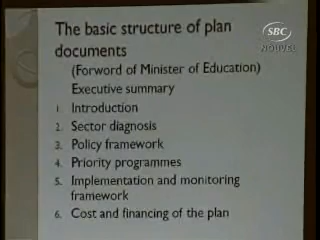 The basic structure of plan
documents
SBC
NOUVEL
(Forword of Minister of Education)
Executive summary
1. Introduction
2. Sector diagnosis
3. Policy framework
4. Priority programmes
5. Implementation and monitoring
framework
6. Cost and financing of the plan